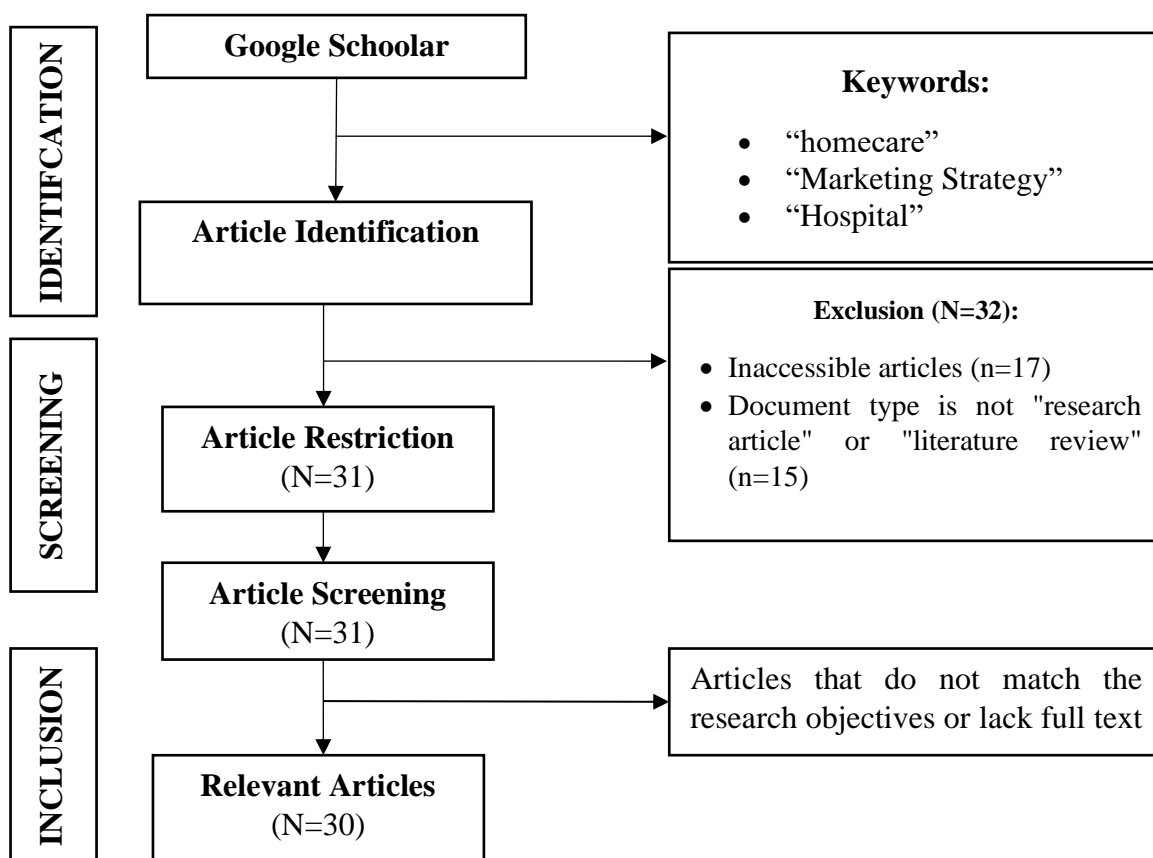 IDENTIFCATION
Google Schoolar
Keywords:
• “homecare”
• “Marketing Strategy”
• “Hospital”
Article Identification
SCREENING
Exclusion (N=32):
• Inaccessible articles (n=17)
• Document type is not "research
article" or "literature review"
(n=15)
Article Restriction
(N=31)
Article Screening
(N=31)
INCLUSION
Articles that do not match the
research objectives or lack full text
Relevant Articles
(N=30)